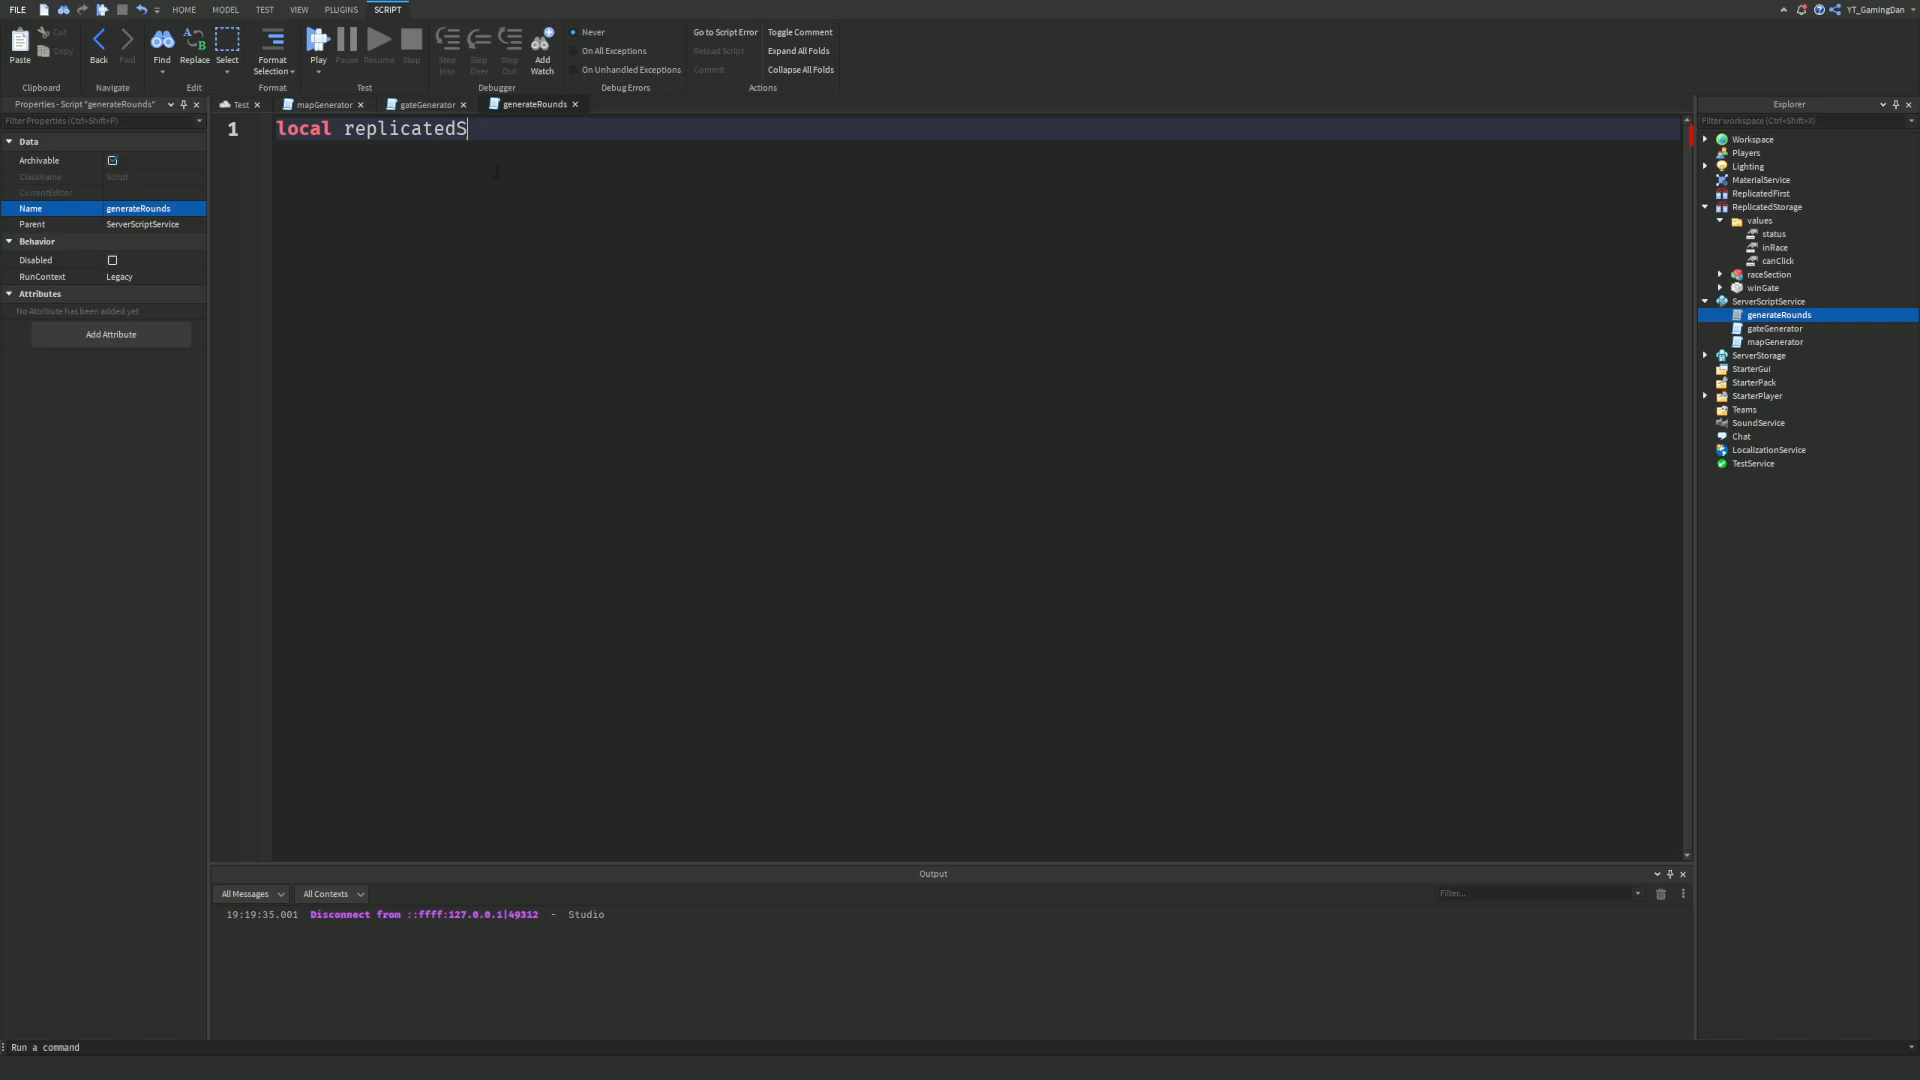 FILE HOME MODEL TEST VIEW PLUGINS SCRIPT YT_GamingDan
Paste Cut Copy Back Fwd Find Replace Select Format Selection Play Pause Resume Stop Step Into Step Over Step Out Add Watch
Never On All Exceptions On Unhandled Exceptions
Go to Script Error Reload Script Commit
Toggle Comment Expand All Folds Collapse All Folds
Clipboard Navigate Edit Format Test Debugger Debug Errors Actions
Properties - Script "generateRounds"
Filter Properties (Ctrl+Shift+P)
Data
Archivable
ClassName Script
CurrentEditor
Name generateRounds
Parent ServerScriptService
Behavior
Disabled
RunContext Legacy
Attributes
No Attribute has been added yet
Add Attribute
Test mapGenerator gateGenerator generateRounds
1 local replicatedS
Output
All Messages All Contexts Filter...
19:19:35.001 Disconnect from ::ffff:127.0.0.1|49312 - Studio
Run a command
Explorer
Filter workspace (Ctrl+Shift+X)
Workspace
Players
Lighting
MaterialService
ReplicatedFirst
ReplicatedStorage
values
status
inRace
canClick
raceSection
winGate
ServerScriptService
generateRounds
gateGenerator
mapGenerator
ServerStorage
StarterGui
StarterPack
StarterPlayer
Teams
SoundService
Chat
LocalizationService
TestService